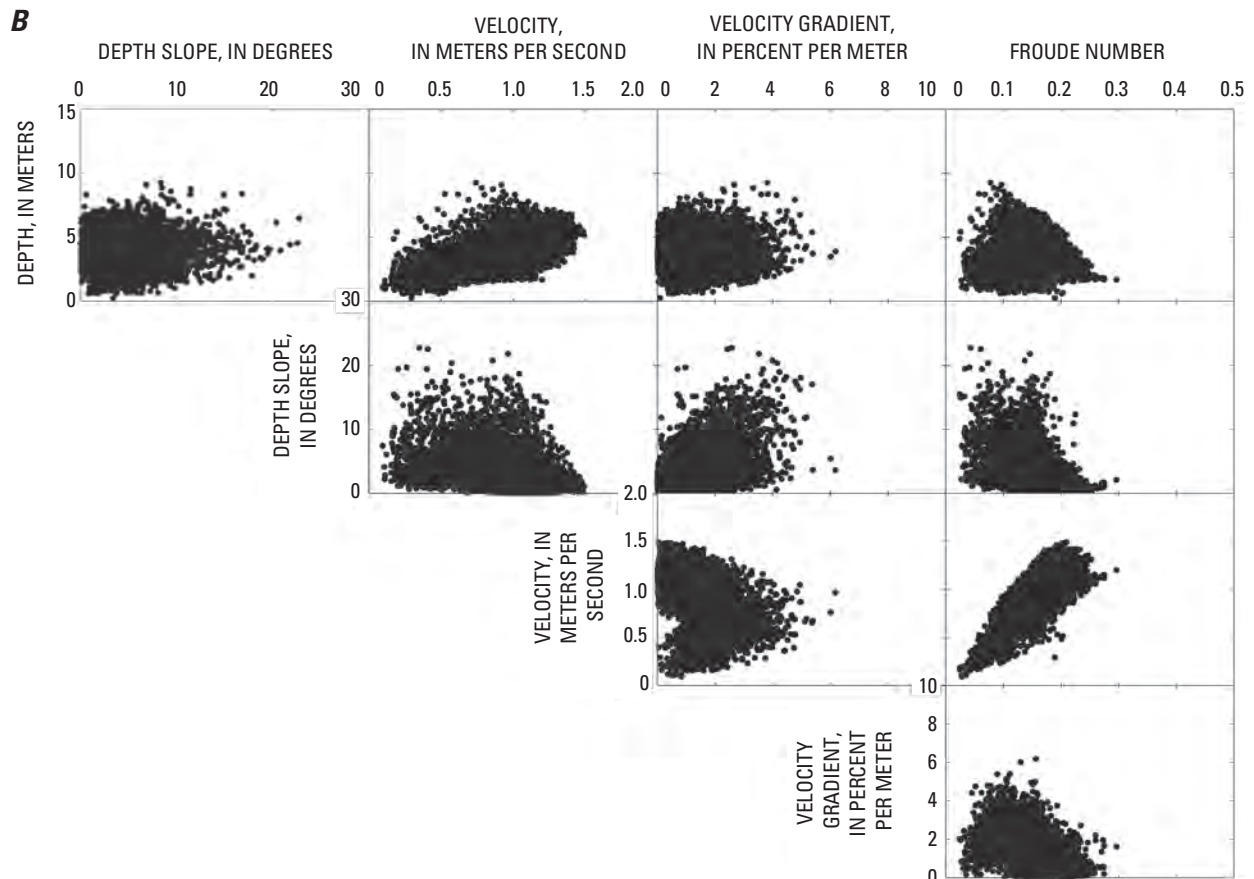 B
DEPTH SLOPE, IN DEGREES
VELOCITY,
IN METERS PER SECOND
VELOCITY GRADIENT,
IN PERCENT PER METER
FROUDE NUMBER
0 10 20 30
0 0.5 1.0 1.5 2.0
0 2 4 6 8 10
0 0.1 0.2 0.3 0.4 0.5
DEPTH, IN METERS
15
10
5
0
DEPTH SLOPE,
IN DEGREES
30
20
10
0
VELOCITY, IN
METERS PER
SECOND
2.0
1.5
1.0
0.5
0
VELOCITY
GRADIENT,
IN PERCENT
PER METER
10
8
6
4
2
0